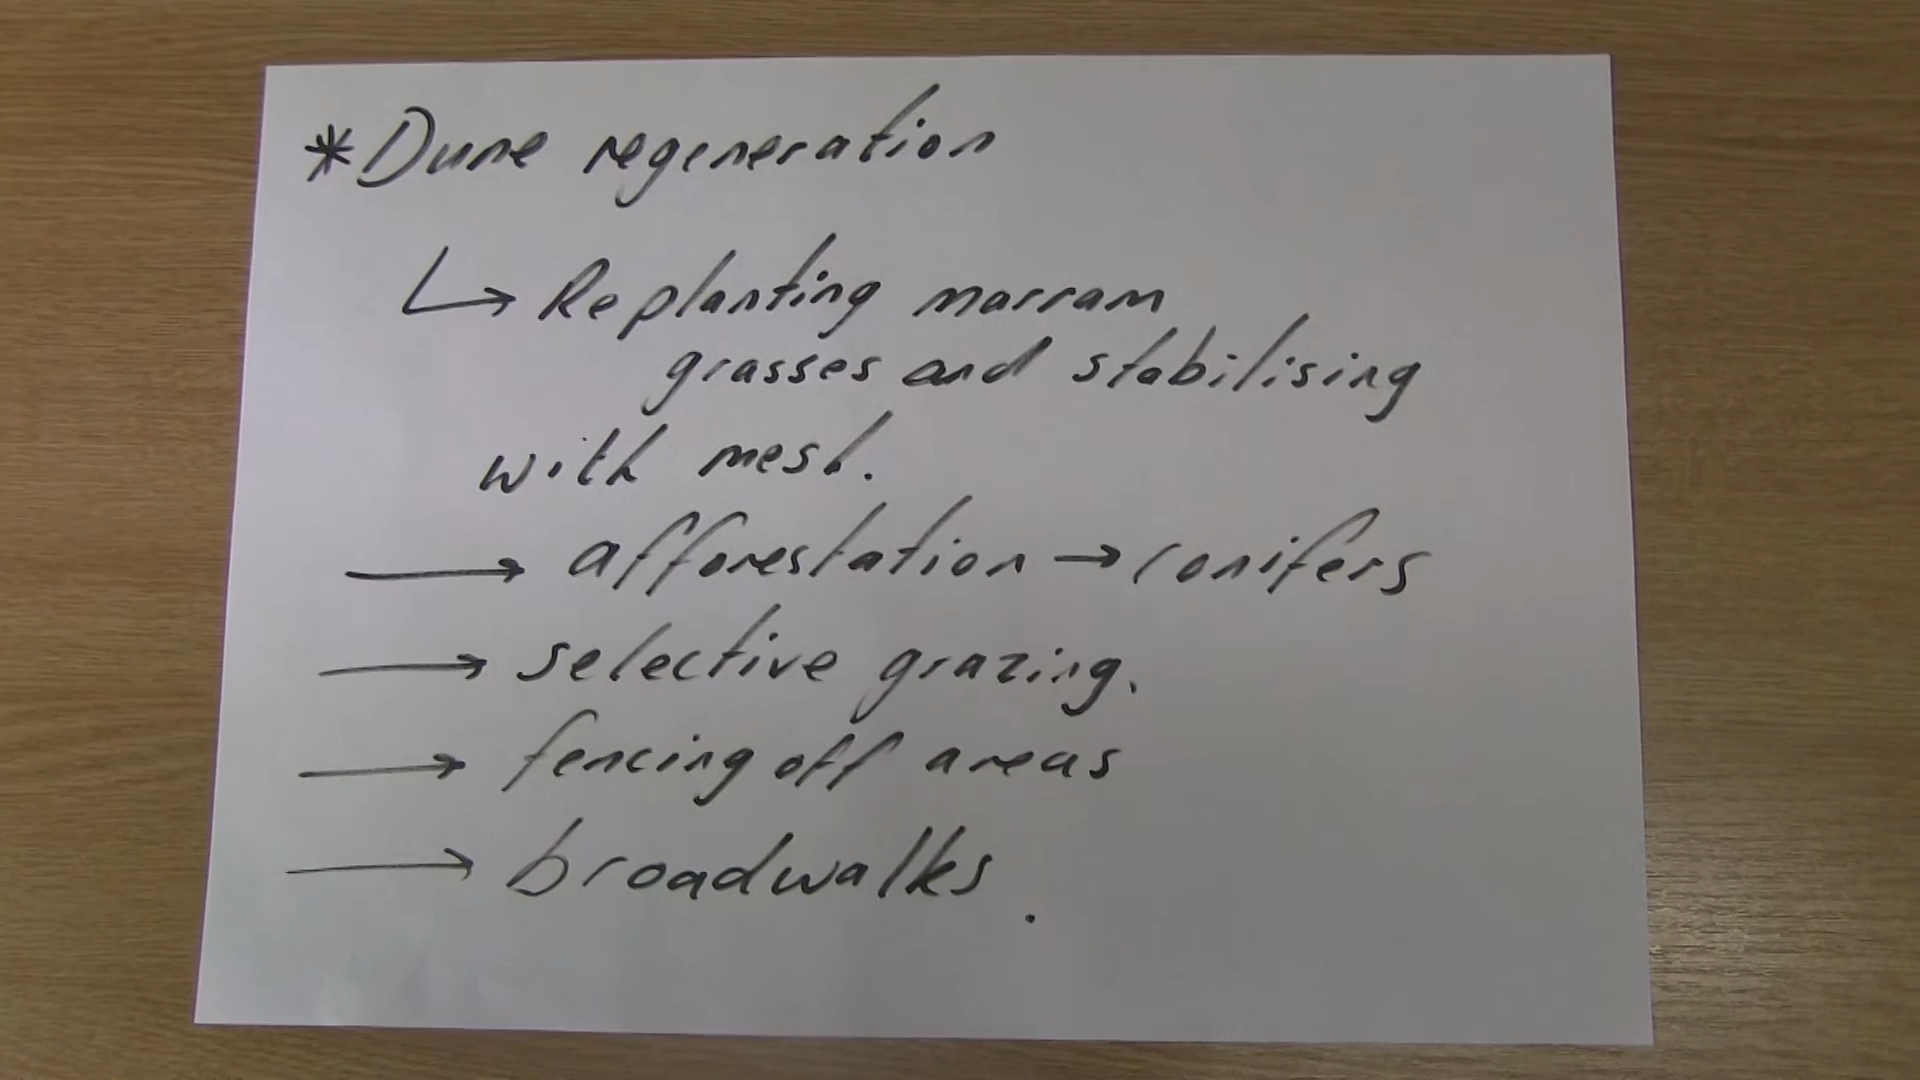 * Dune regeneration
↳ Replanting marram
grasses and stabilising
with mesh.
→ afforestation → conifers
→ selective grazing.
→ fencing off areas
→ broadwalks.